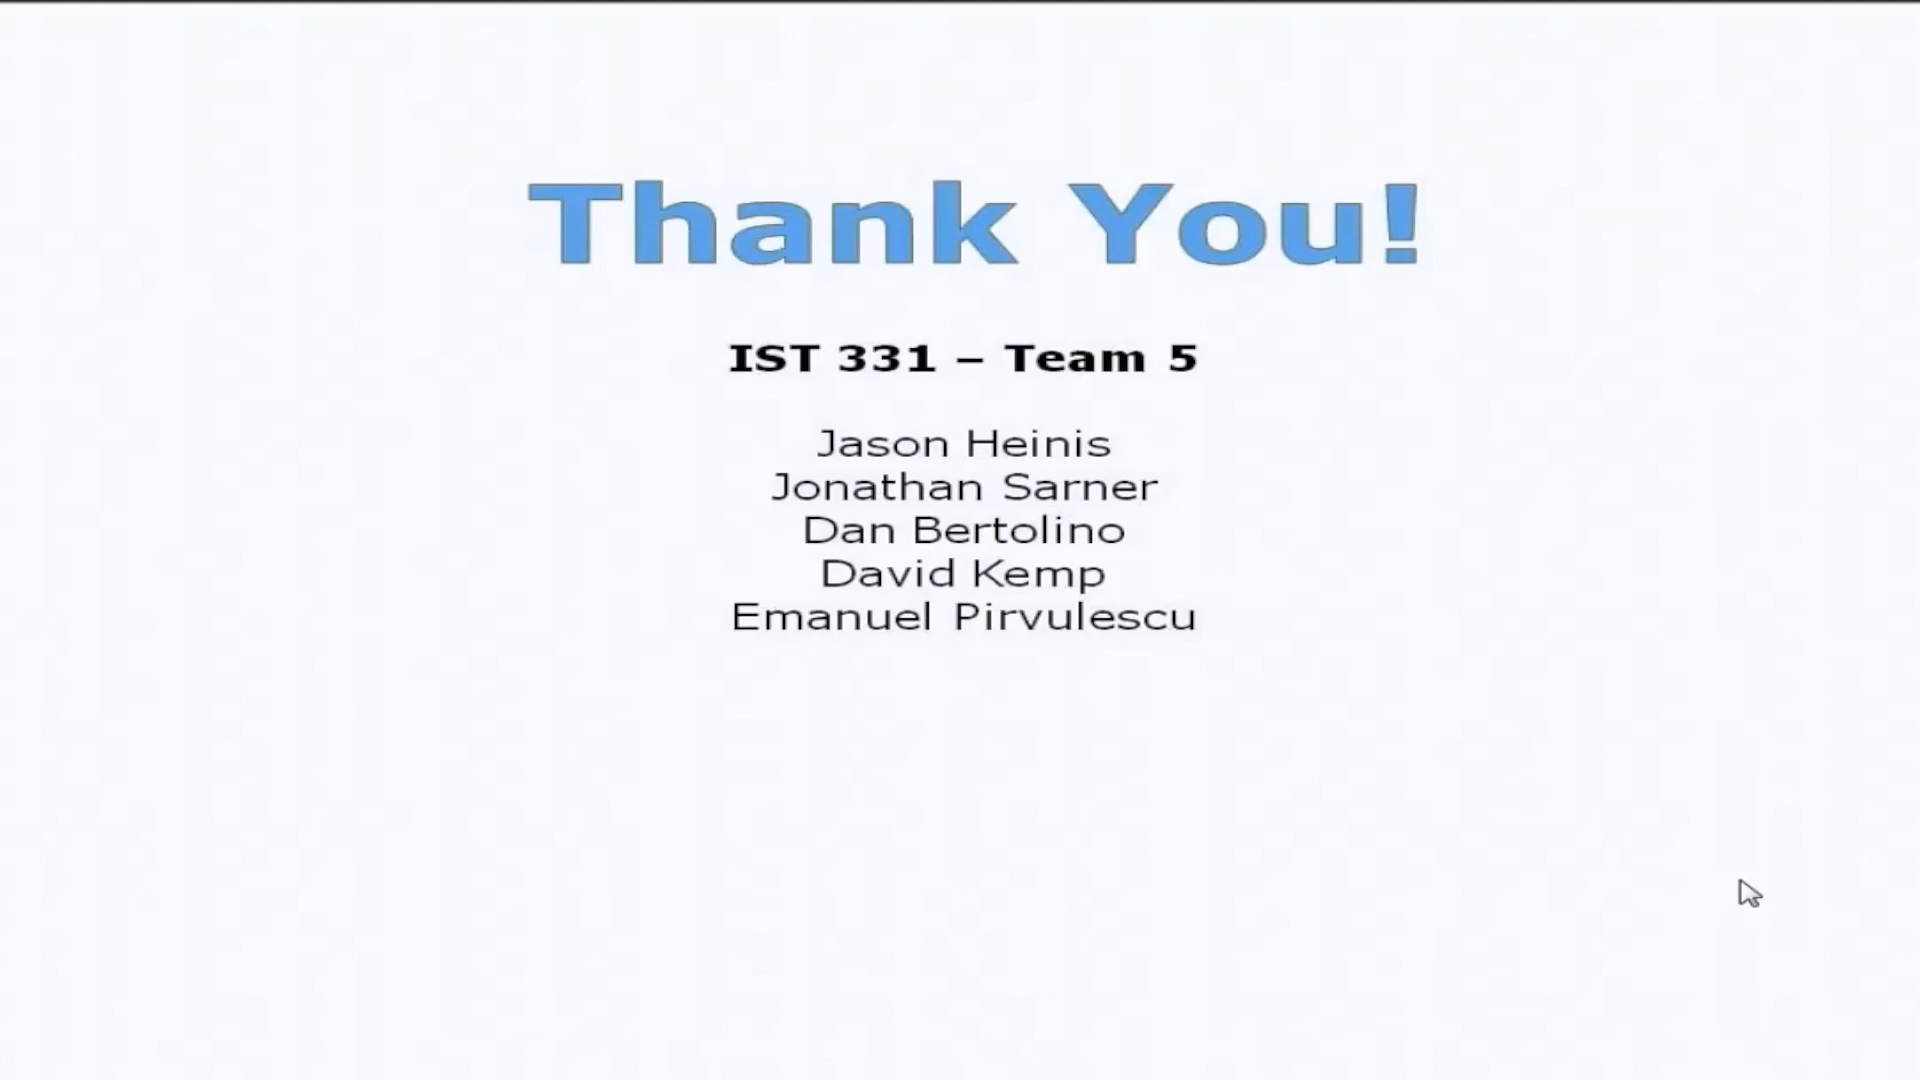 Thank You!
IST 331 – Team 5
Jason Heinis
Jonathan Sarner
Dan Bertolino
David Kemp
Emanuel Pirvulescu